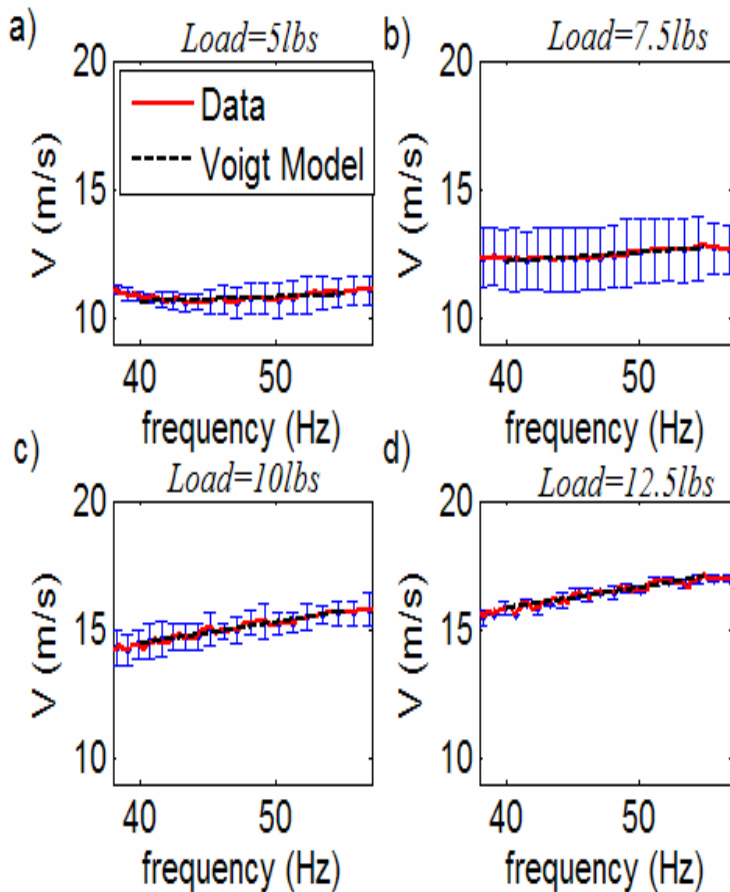 a)
Load=5lbs
20
15
10
V (m/s)
Data
Voigt Model
40
50
frequency (Hz)
b)
Load=7.5lbs
20
15
10
V (m/s)
40
50
frequency (Hz)
c)
Load=10lbs
20
15
10
V (m/s)
40
50
frequency (Hz)
d)
Load=12.5lbs
20
15
10
V (m/s)
40
50
frequency (Hz)